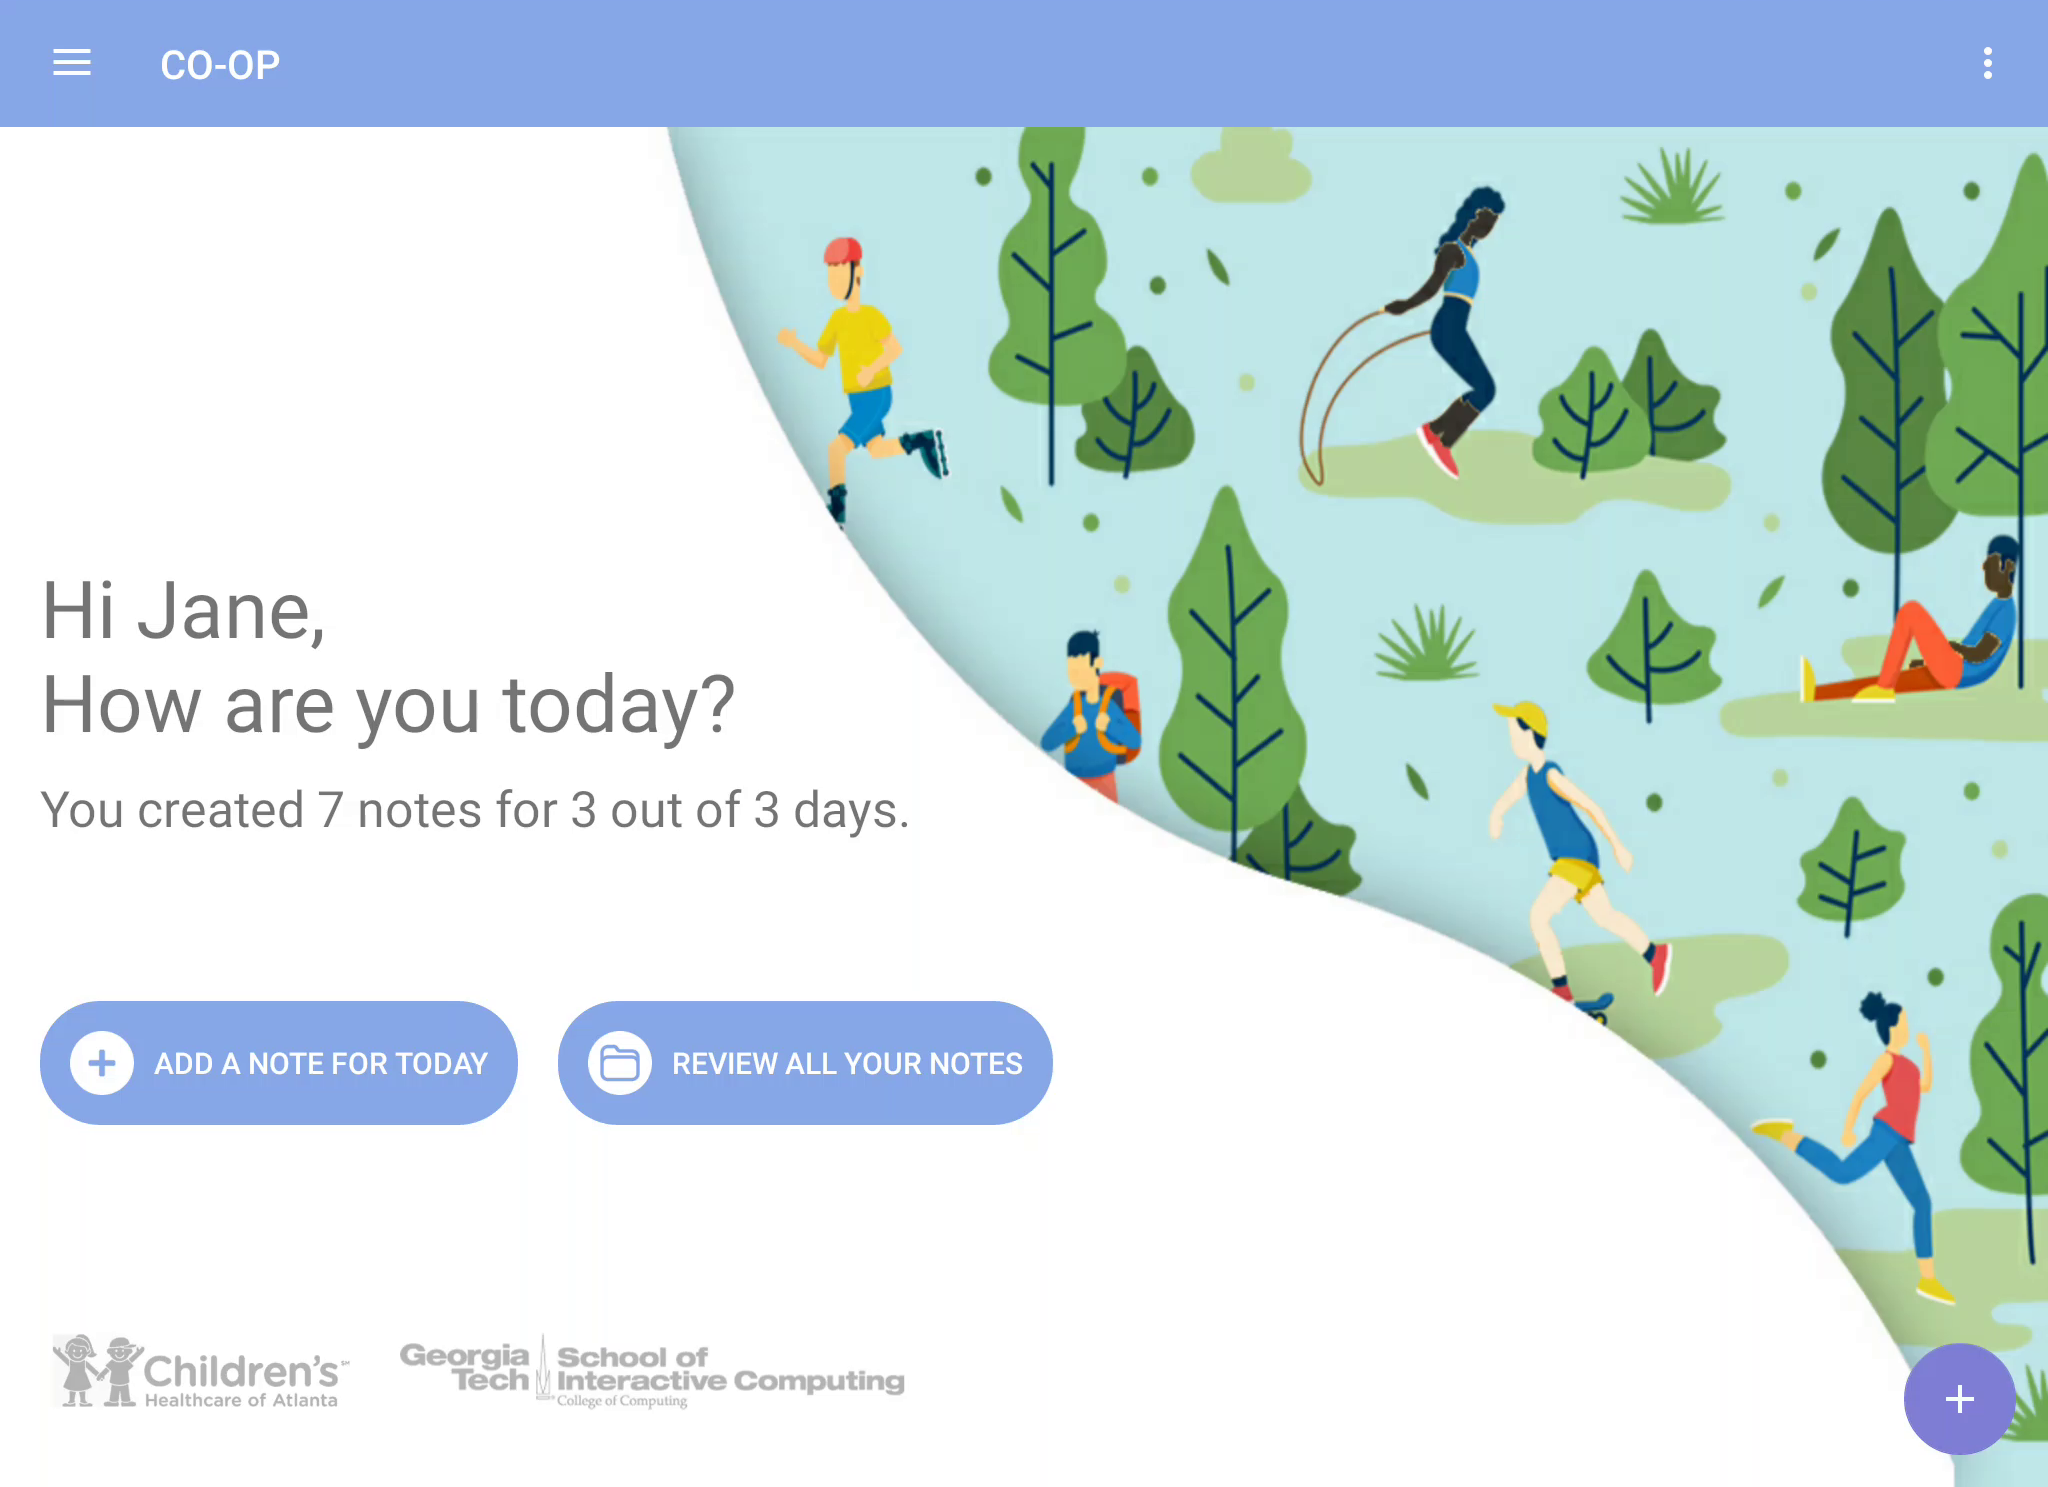 CO-OP
Hi Jane,
How are you today?
You created 7 notes for 3 out of 3 days.
ADD A NOTE FOR TODAY
REVIEW ALL YOUR NOTES
Children's℠
Healthcare of Atlanta
Georgia Tech
School of
Interactive Computing
College of Computing